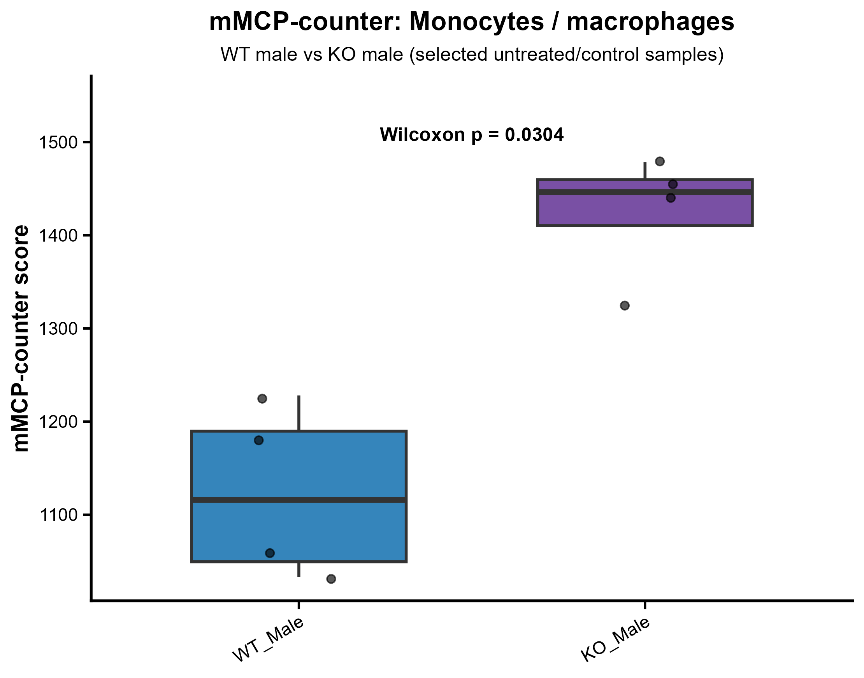 mMCP-counter: Monocytes / macrophages
WT male vs KO male (selected untreated/control samples)
Wilcoxon p = 0.0304
mMCP-counter score
1500
1400
1300
1200
1100
WT_Male
KO_Male